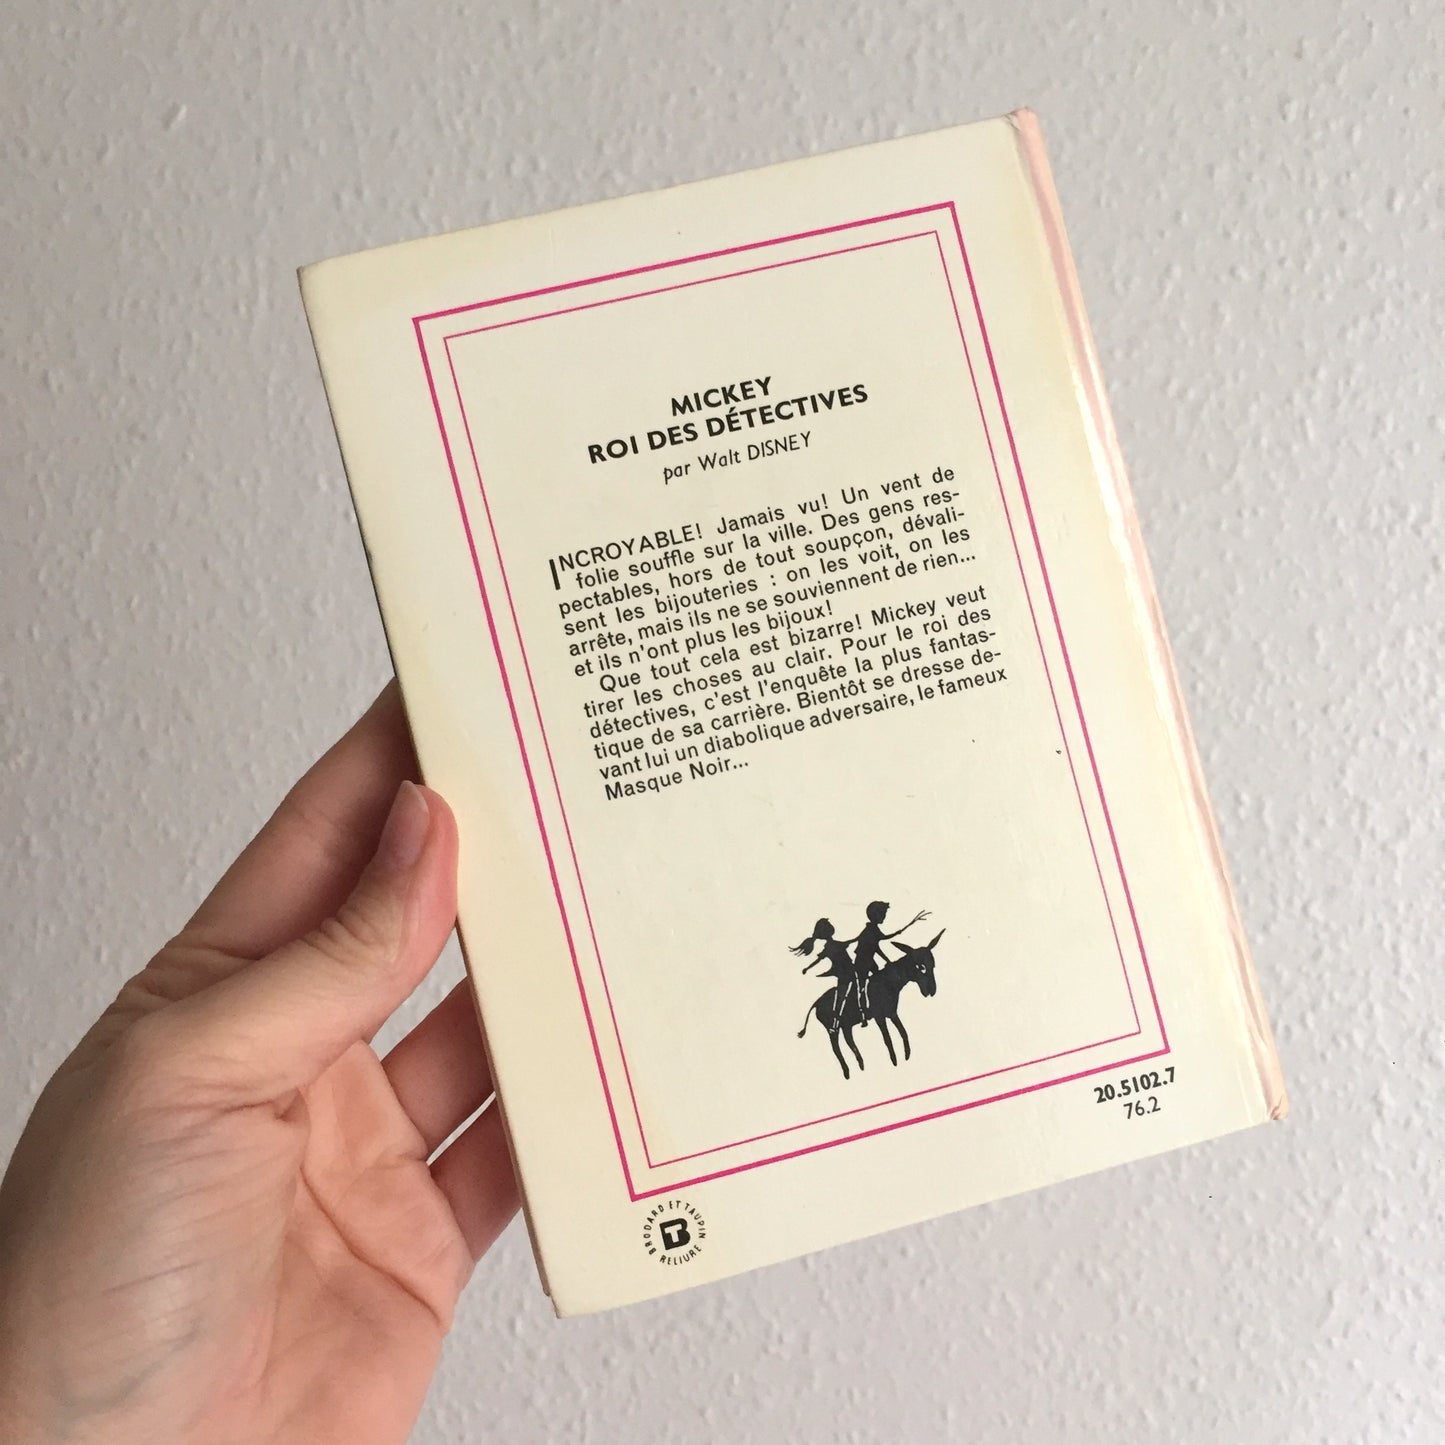 MICKEY
ROI DES DÉTECTIVES
par Walt DISNEY
INCROYABLE! Jamais vu! Un vent de
folie souffle sur la ville. Des gens res-
pectables, hors de tout soupçon, dévali-
sent les bijouteries : on les voit, on les
arrête, mais ils ne se souviennent de rien...
et ils n'ont plus les bijoux!
Que tout cela est bizarre! Mickey veut
tirer les choses au clair. Pour le roi des
détectives, c'est l'enquête la plus fantas-
tique de sa carrière. Bientôt se dresse de-
vant lui un diabolique adversaire, le fameux
Masque Noir...
20.5102.7
76.2
BRODARD ET TAUPIN
BT
RELIURE